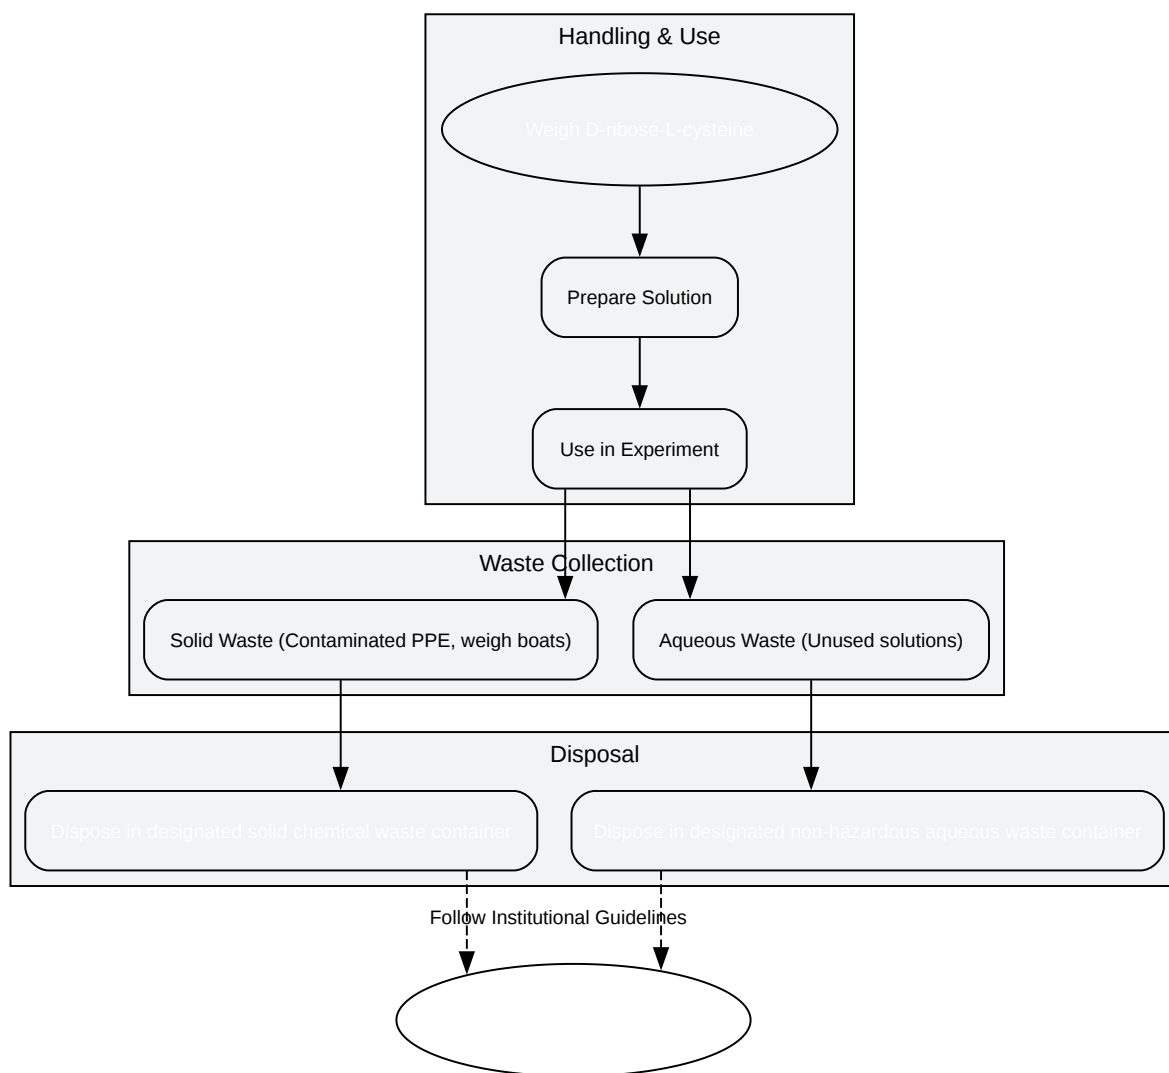 Handling & Use
Weigh D-ribose-L-cysteine
Prepare Solution
Use in Experiment
Waste Collection
Solid Waste (Contaminated PPE, weigh boats)
Aqueous Waste (Unused solutions)
Disposal
Dispose in designated solid chemical waste container
Dispose in designated non-hazardous aqueous waste container
Follow Institutional Guidelines